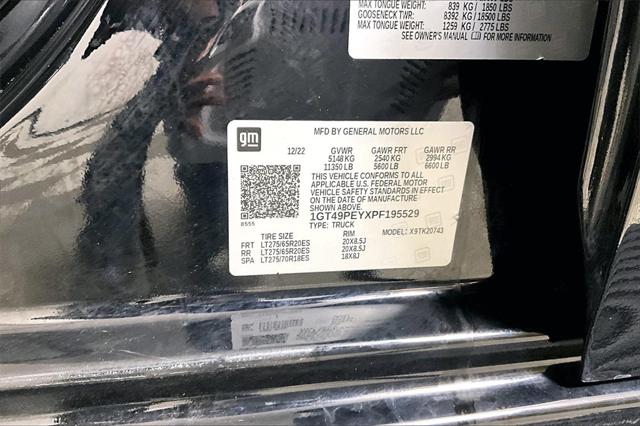 MAX TONGUE WEIGHT: 839 KG / 1850 LBS
GOOSENECK TWR: 8392 KG / 18500 LBS
MAX TONGUE WEIGHT: 1259 KG / 2775 LBS
SEE OWNER'S MANUAL FOR MORE INFORMATION
gm
MFD BY GENERAL MOTORS LLC
12/22 GVWR GAWR FRT GAWR RR
5148 KG 2540 KG 2994 KG
11350 LB 5600 LB 6600 LB
THIS VEHICLE CONFORMS TO ALL
APPLICABLE U.S. FEDERAL MOTOR
VEHICLE STANDARDS IN EFFECT
ON THE DATE OF MANUFACTURE
SHOWN ABOVE.
8555 1GT49PEYXPF195529
TYPE: TRUCK
TIRE SIZE RIM MODEL: X9TK20743
FRT LT275/65R20ES 20X8.5J
RR LT275/65R20ES 20X8.5J
SPA LT275/70R18ES 18X8J